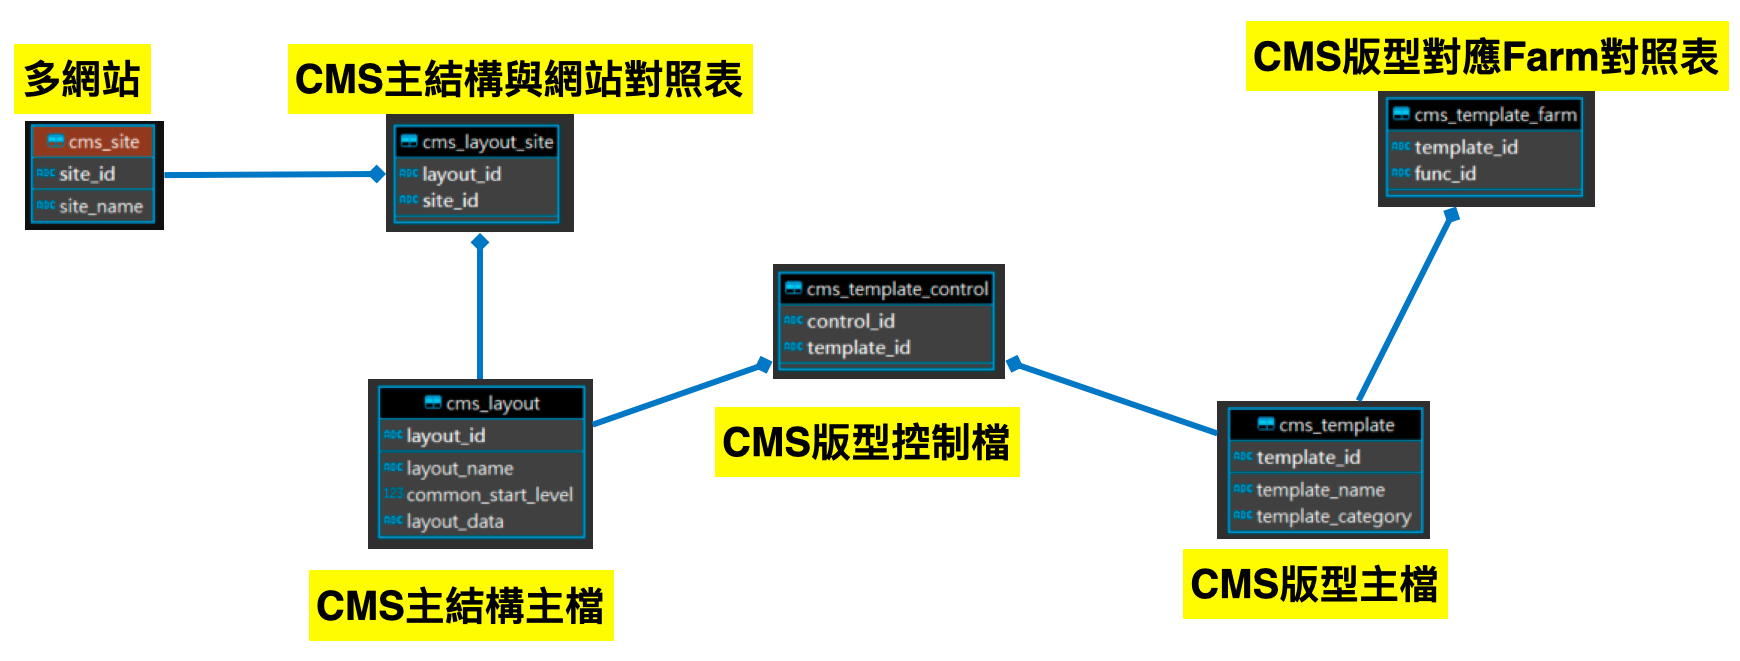 多網站
cms_site
ABC site_id
ABC site_name
CMS主結構與網站對照表
cms_layout_site
ABC layout_id
ABC site_id
CMS版型對應Farm對照表
cms_template_farm
ABC template_id
ABC func_id
cms_template_control
ABC control_id
ABC template_id
CMS版型控制檔
cms_layout
ABC layout_id
ABC layout_name
123 common_start_level
ABC layout_data
CMS主結構主檔
cms_template
ABC template_id
ABC template_name
ABC template_category
CMS版型主檔